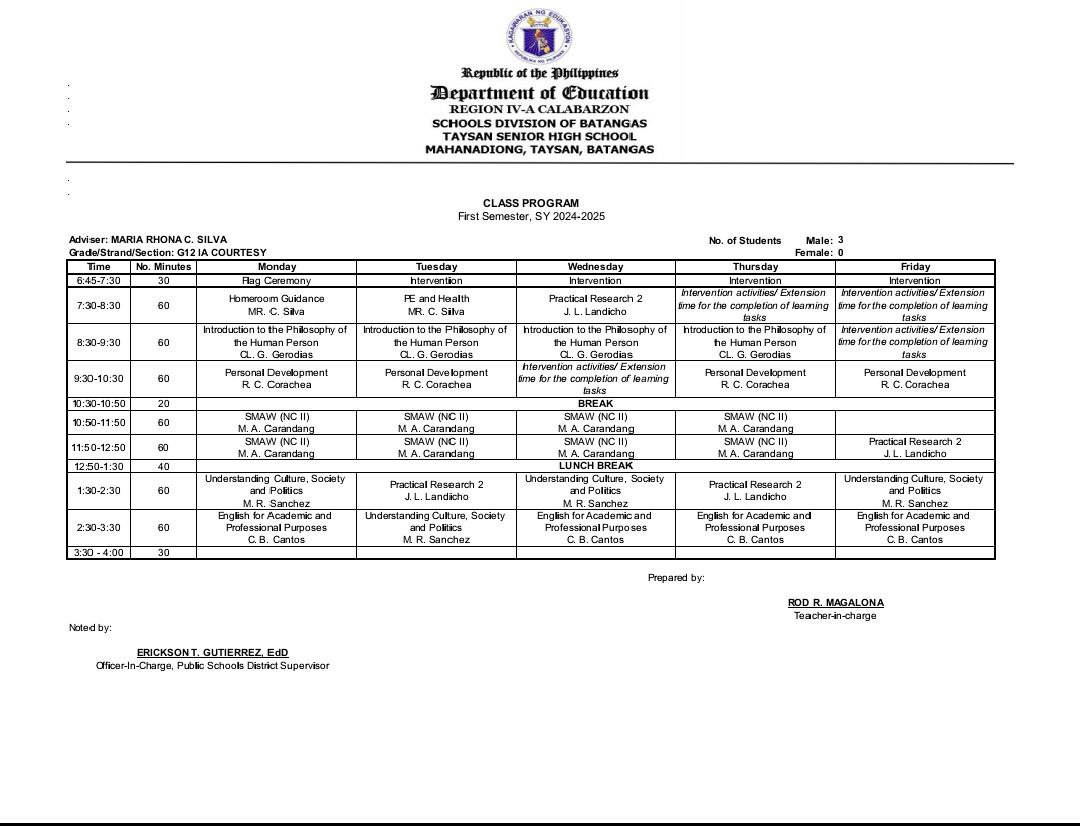 KAGAWARAN NG EDUKASYON
REPUBLIKA NG PILIPINAS
Republic of the Philippines
Department of Education
REGION IV-A CALABARZON
SCHOOLS DIVISION OF BATANGAS
TAYSAN SENIOR HIGH SCHOOL
MAHANADIONG, TAYSAN, BATANGAS
CLASS PROGRAM
First Semester, SY 2024-2025
Adviser: MARIA RHONA C. SILVA No. of Students Male: 3
Grade/Strand/Section: G12 IA COURTESY Female: 0
Time No. Minutes Monday Tuesday Wednesday Thursday Friday
6:45-7:30 30 Flag Ceremony Intervention Intervention Intervention Intervention
7:30-8:30 60
Homeroom Guidance
MR. C. Silva
PE and Health
MR. C. Siilva
Practical Research 2
J. L. Landicho
Intervention activities/ Extension
time for the completion of learning
tasks
Intervention activities/ Extension
time for the completion of learning
tasks
8:30-9:30 60
Introduction to the Philosophy of
the Human Person
CL. G. Gerodias
Introduction to the Philosophy of
the Human Person
CL. G. Gerodias
Introduction to the Philosophy of
the Human Person
CL. G. Gerodias
Introduction to the Philosophy of
the Human Person
CL. G. Gerodias
Intervention activities/ Extension
time for the completion of learning
tasks
9:30-10:30 60
Personal Development
R. C. Corachea
Personal Development
R. C. Corachea
Intervention activities/ Extension
time for the completion of learning
tasks
Personal Development
R. C. Corachea
Personal Development
R. C. Corachea
10:30-10:50 20 BREAK
10:50-11:50 60
SMAW (NC II)
M. A. Carandang
SMAW (NC II)
M. A. Carandang
SMAW (NC II)
M. A. Carandang
SMAW (NC II)
M. A. Carandang
11:50-12:50 60
SMAW (NC II)
M. A. Carandang
SMAW (NC II)
M. A. Carandang
SMAW (NC II)
M. A. Carandang
SMAW (NC II)
M. A. Carandang
Practical Research 2
J. L. Landicho
12:50-1:30 40 LUNCH BREAK
1:30-2:30 60
Understanding Culture, Society
and Politics
M. R. Sanchez
Practical Research 2
J. L. Landicho
Understanding Culture, Society
and Politics
M. R. Sanchez
Practical Research 2
J. L. Landicho
Understanding Culture, Society
and Politics
M. R. Sanchez
2:30-3:30 60
English for Academic and
Professional Purposes
C. B. Cantos
Understanding Culture, Society
and Politics
M. R. Sanchez
English for Academic and
Professional Purposes
C. B. Cantos
English for Academic and
Professional Purposes
C. B. Cantos
English for Academic and
Professional Purposes
C. B. Cantos
3:30 - 4:00 30
Prepared by:
ROD R. MAGALONA
Teacher-in-charge
Noted by:
ERICKSON T. GUTIERREZ, EdD
Officer-In-Charge, Public Schools District Supervisor